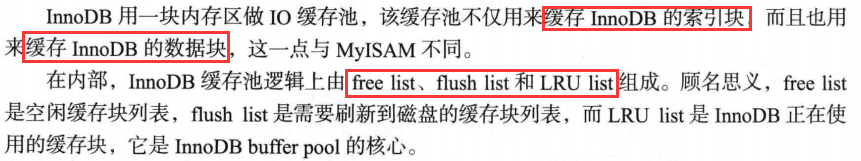 InnoDB 用一块内存区做 IO 缓存池，该缓存池不仅用来缓存 InnoDB 的索引块，而且也用
来缓存 InnoDB 的数据块，这一点与 MyISAM 不同。
在内部，InnoDB 缓存池逻辑上由 free list、flush list 和 LRU list 组成。顾名思义，free list
是空闲缓存块列表，flush list 是需要刷新到磁盘的缓存块列表，而 LRU list 是 InnoDB 正在使
用的缓存块，它是 InnoDB buffer pool 的核心。